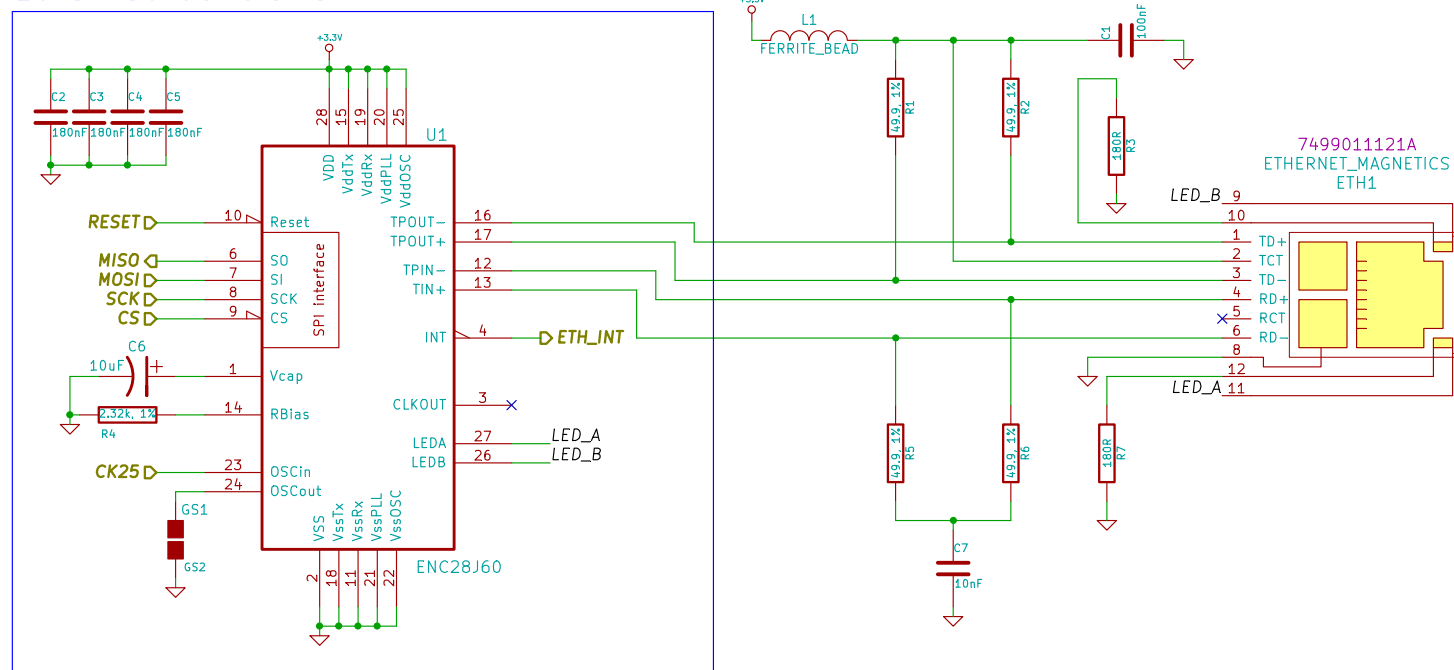 +3.3V
C2
C3
C4
C5
180nF
180nF
180nF
180nF
28
15
19
20
25
U1
VDD
VddTx
VddRx
VddPLL
VddOSC
RESET
10
Reset
MISO
6
SO
MOSI
7
SI
SCK
8
SCK
CS
9
CS
SPI interface
C6
10uF
+
1
Vcap
2.32k, 1%
R4
14
RBias
CK25
23
OSCin
24
OSCout
GS1
GS2
TPOUT-
16
TPOUT+
17
TPIN-
12
TIN+
13
INT
4
ETH_INT
CLKOUT
3
LEDA
27
LED_A
LEDB
26
LED_B
VSS
VssTx
VssRx
VssPLL
VssOSC
2
18
11
21
22
ENC28J60
L1
FERRITE_BEAD
C1
100nF
49.9, 1%
R1
49.9, 1%
R2
180R
R3
7499011121A
ETHERNET_MAGNETICS
ETH1
LED_B
9
10
1
TD+
2
TCT
3
TD-
4
RD+
5
RCT
6
RD-
8
12
LED_A
11
49.9, 1%
R5
49.9, 1%
R6
180R
R7
C7
10nF